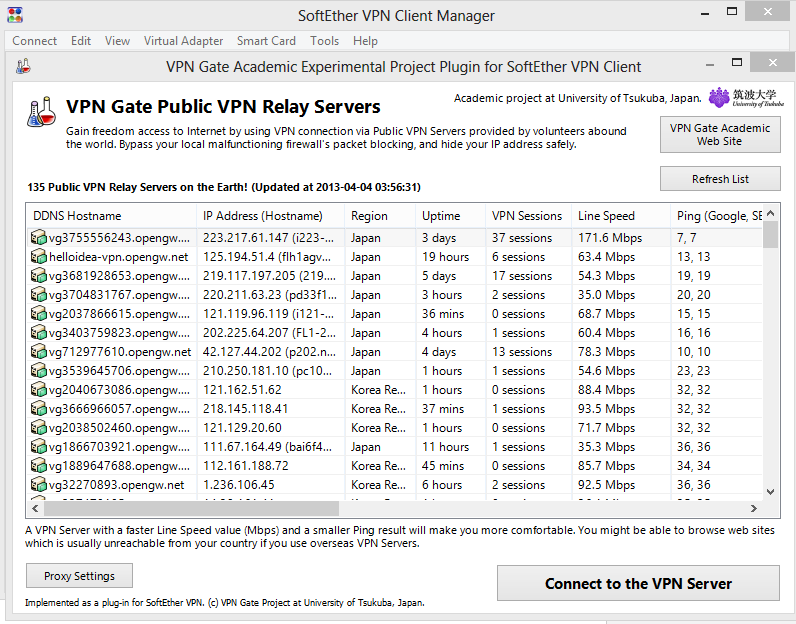 SoftEther VPN Client Manager
Connect Edit View Virtual Adapter Smart Card Tools Help
VPN Gate Academic Experimental Project Plugin for SoftEther VPN Client
VPN Gate Public VPN Relay Servers
Academic project at University of Tsukuba, Japan.
筑波大学
University of Tsukuba
Gain freedom access to Internet by using VPN connection via Public VPN Servers provided by volunteers abound
the world. Bypass your local malfunctioning firewall's packet blocking, and hide your IP address safely.
VPN Gate Academic
Web Site
Refresh List
135 Public VPN Relay Servers on the Earth! (Updated at 2013-04-04 03:56:31)
DDNS Hostname IP Address (Hostname) Region Uptime VPN Sessions Line Speed Ping (Google, SE
vg3755556243.opengw.... 223.217.61.147 (i223-... Japan 3 days 37 sessions 171.6 Mbps 7, 7
helloidea-vpn.opengw.net 125.194.51.4 (flh1agv... Japan 19 hours 6 sessions 63.4 Mbps 13, 13
vg3681928653.opengw.... 219.117.197.205 (219.... Japan 5 days 17 sessions 54.3 Mbps 19, 19
vg3704831767.opengw.... 220.211.63.23 (pd33f1... Japan 3 hours 2 sessions 35.0 Mbps 20, 20
vg2037866615.opengw.... 121.119.96.119 (i121-... Japan 36 mins 0 sessions 68.7 Mbps 15, 15
vg3403759823.opengw.... 202.225.64.207 (FL1-2... Japan 4 hours 1 sessions 60.4 Mbps 16, 16
vg712977610.opengw.net 42.127.44.202 (p202.n... Japan 4 days 13 sessions 78.3 Mbps 10, 10
vg3539645706.opengw.... 210.250.181.10 (pc10... Japan 1 hours 1 sessions 54.6 Mbps 23, 23
vg2040673086.opengw.... 121.162.51.62 Korea Re... 1 hours 0 sessions 88.4 Mbps 32, 32
vg3666966057.opengw.... 218.145.118.41 Korea Re... 37 mins 1 sessions 93.5 Mbps 32, 32
vg2038502460.opengw.... 121.129.20.60 Korea Re... 1 hours 0 sessions 71.7 Mbps 32, 32
vg1866703921.opengw.... 111.67.164.49 (bai6f4... Japan 11 hours 1 sessions 35.3 Mbps 36, 36
vg1889647688.opengw.... 112.161.188.72 Korea Re... 45 mins 0 sessions 85.7 Mbps 34, 34
vg32270893.opengw.net 1.236.106.45 Korea Re... 6 hours 2 sessions 92.5 Mbps 36, 36
A VPN Server with a faster Line Speed value (Mbps) and a smaller Ping result will make you more comfortable. You might be able to browse web sites
which is usually unreachable from your country if you use overseas VPN Servers.
Proxy Settings
Connect to the VPN Server
Implemented as a plug-in for SoftEther VPN. (c) VPN Gate Project at University of Tsukuba, Japan.